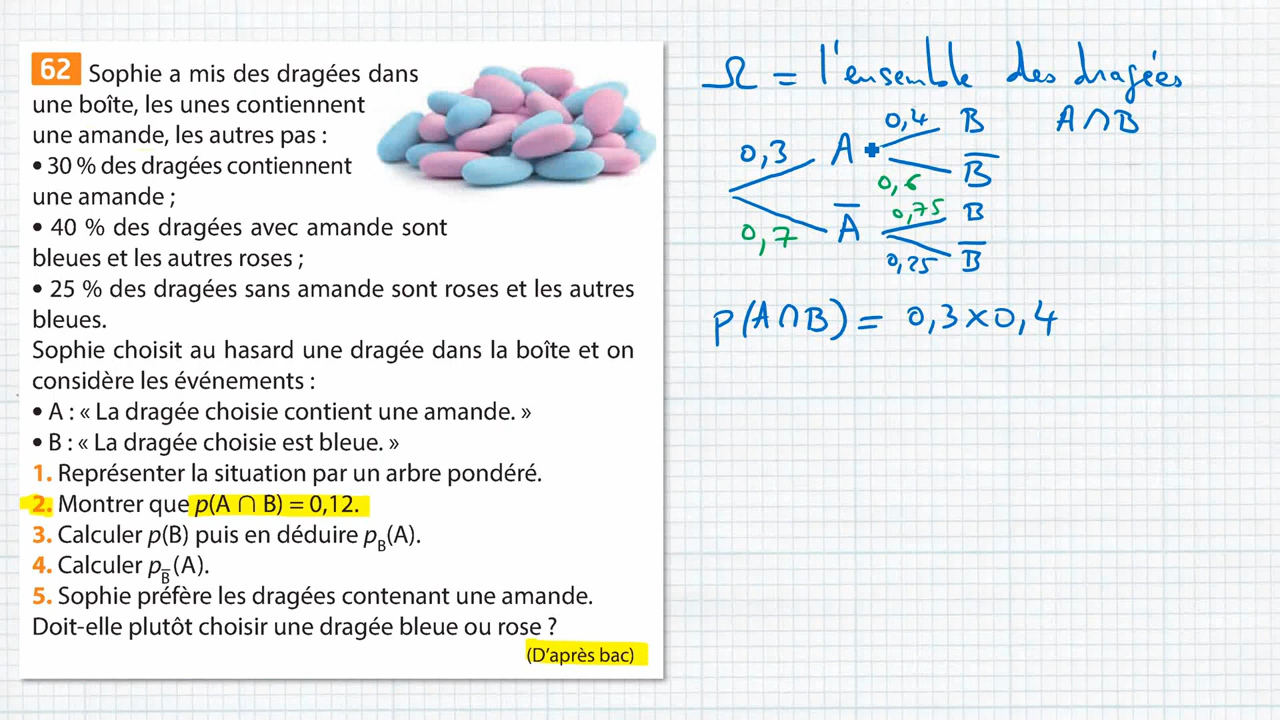 62 Sophie a mis des dragées dans
une boîte, les unes contiennent
une amande, les autres pas :
• 30 % des dragées contiennent
une amande ;
• 40 % des dragées avec amande sont
bleues et les autres roses ;
• 25 % des dragées sans amande sont roses et les autres
bleues.
Sophie choisit au hasard une dragée dans la boîte et on
considère les événements :
• A : « La dragée choisie contient une amande. »
• B : « La dragée choisie est bleue. »
1. Représenter la situation par un arbre pondéré.
2. Montrer que p(A ∩ B) = 0,12.
3. Calculer p(B) puis en déduire p_B(A).
4. Calculer p_B̅(A).
5. Sophie préfère les dragées contenant une amande.
Doit-elle plutôt choisir une dragée bleue ou rose ?
(D'après bac)
Ω = l'ensemble des dragées
0,4 B A∩B
0,3 A
0,6 B̅
0,75 B
0,7 A̅
0,25 B̅
p(A∩B) = 0,3×0,4